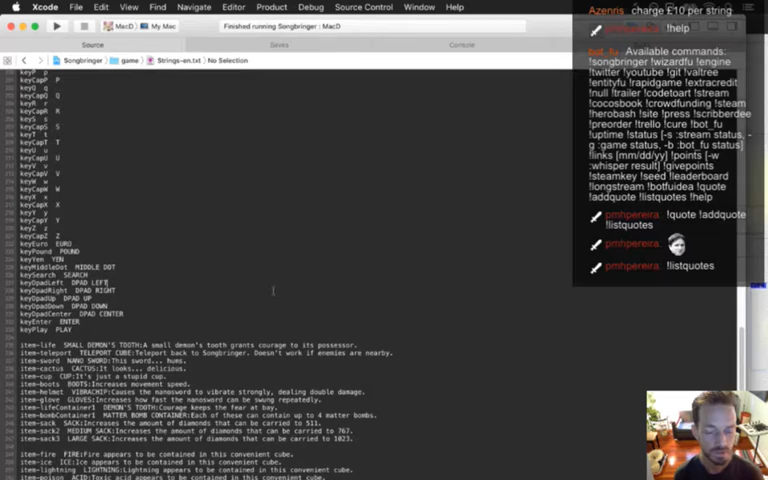 Xcode File Edit View Find Navigate Editor Product Debug
MacD My Mac
Finished running Songbringer : MacD
Source
Saves
Console
Songbringer game Strings-en.txt No Selection
keyP p
keyCapP P
keyQ q
keyCapQ Q
keyR r
keyCapR R
keyS s
keyCapS S
keyT t
keyCapT T
keyU u
keyCapU U
keyV v
keyCapV V
keyW w
keyCapW W
keyX x
keyCapX X
keyY y
keyCapY Y
keyZ z
keyCapZ Z
keyEuro EURO
keyPound POUND
keyYen YEN
keyMiddleDot MIDDLE DOT
keySearch SEARCH
keyDpadLeft DPAD LEFT
keyDpadRight DPAD RIGHT
keyDpadUp DPAD UP
keyDpadDown DPAD DOWN
keyDpadCenter DPAD CENTER
keyEnter ENTER
keyPlay PLAY
item-life SMALL DEMON'S TOOTH:A small demon's tooth grants courage to its possessor.
item-teleport TELEPORT CUBE:Teleport back to Songbringer. Doesn't work if enemies are nearby.
item-sword NANO SWORD:This sword... hums.
item-cactus CACTUS:It looks... delicious.
item-cup CUP:It's just a stupid cup.
item-boots BOOTS:Increases movement speed.
item-helmet VIBRACHIP:Causes the nanosword to vibrate strongly, dealing double damage.
item-glove GLOVES:Increases how fast the nanosword can be swung repeatedly.
item-lifeContainer1 DEMON'S TOOTH:Courage keeps the fear at bay.
item-bombContainer1 MATTER BOMB CONTAINER:Each of these can contain up to 4 matter bombs.
item-sack SACK:Increases the amount of diamonds that can be carried to 511.
item-sack2 MEDIUM SACK:Increases the amount of diamonds that can be carried to 767.
item-sack3 LARGE SACK:Increases the amount of diamonds that can be carried to 1023.
item-fire FIRE:Fire appears to be contained in this convenient cube.
item-ice ICE:Ice appears to be contained in this convenient cube.
item-lightning LIGHTNING:Lightning appears to be contained in this convenient cube.
item-poison ACID:Toxic acid appears to be contained in this convenient cube.
Azenris charge £10 per string
!help
bot_fu Available commands:
!songbringer !wizardfu !engine
!twitter !youtube !git !valtree
!entityfu !rapidgame !extracredit
!null !trailer !codetoart !stream
!cocosbook !crowdfunding !steam
!herobash !site !press !scribberdee
!preorder !trello !cure !bot_fu
!uptime !status [-s :stream status, -
g :game status, -b :bot_fu status]
!links [mm/dd/yy] !points [-w
:whisper result] !givepoints
!steamkey !seed !leaderboard
!longstream !botfuidea !quote
!addquote !listquotes !help
pmhpereira: !quote !addquote
!listquotes
pmhpereira:
pmhpereira: !listquotes